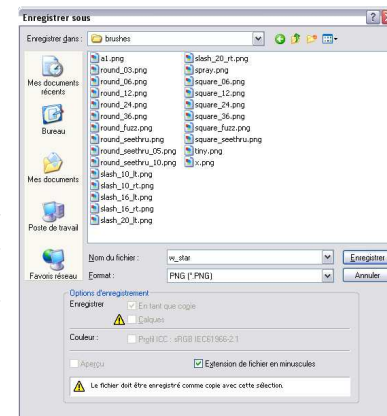 Enregistrer sous
Enregistrer dans :
brushes
Mes documents
récents
Bureau
Mes documents
Poste de travail
Favoris réseau
a1.png
round_03.png
round_06.png
round_12.png
round_24.png
round_36.png
round_fuzz.png
round_seethru.png
round_seethru_05.png
round_seethru_10.png
slash_10_lt.png
slash_10_rt.png
slash_16_lt.png
slash_16_rt.png
slash_20_lt.png
slash_20_rt.png
spray.png
square_06.png
square_12.png
square_24.png
square_36.png
square_fuzz.png
square_seethru.png
tiny.png
x.png
Nom du fichier :
w_star
Enregistrer
Format :
PNG (*.PNG)
Annuler
Options d'enregistrement
Enregistrer
En tant que copie
Calques
Couleur :
Profil ICC : sRGB IEC61966-2.1
Aperçu
Extension de fichier en minuscules
Le fichier doit être enregistré comme copie avec cette sélection.